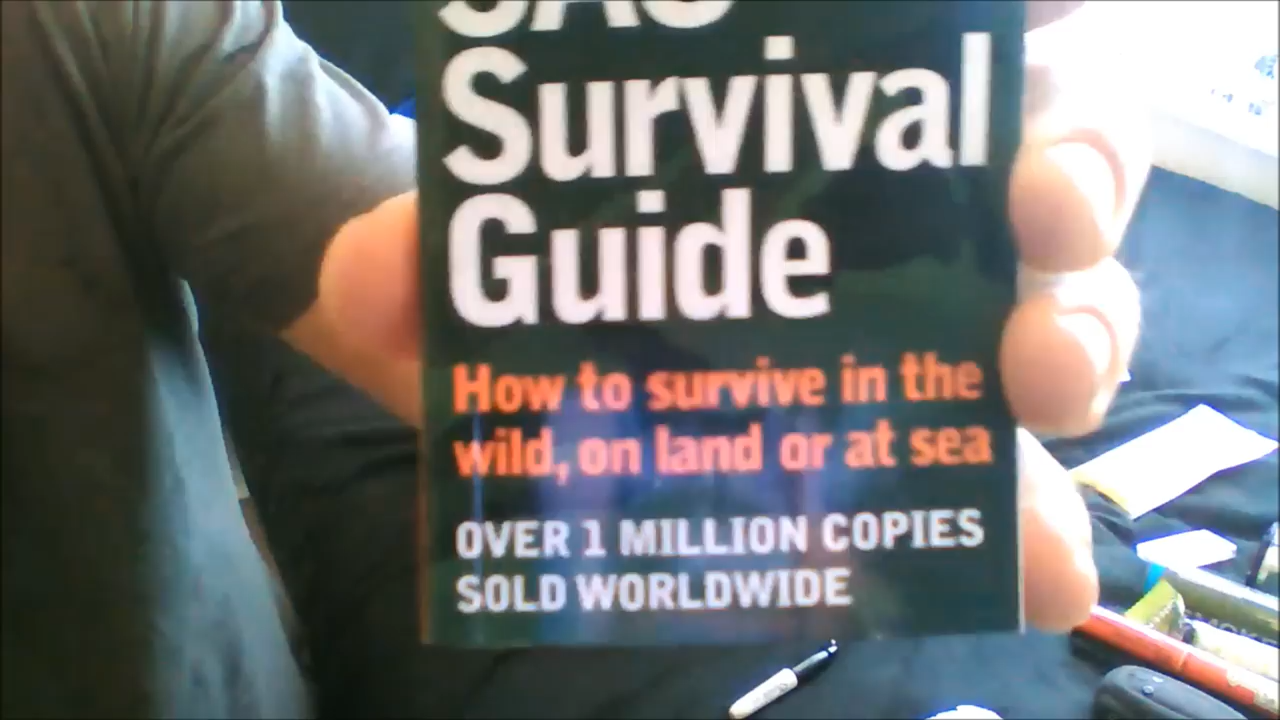 SAS
Survival
Guide
How to survive in the
wild, on land or at sea
OVER 1 MILLION COPIES
SOLD WORLDWIDE